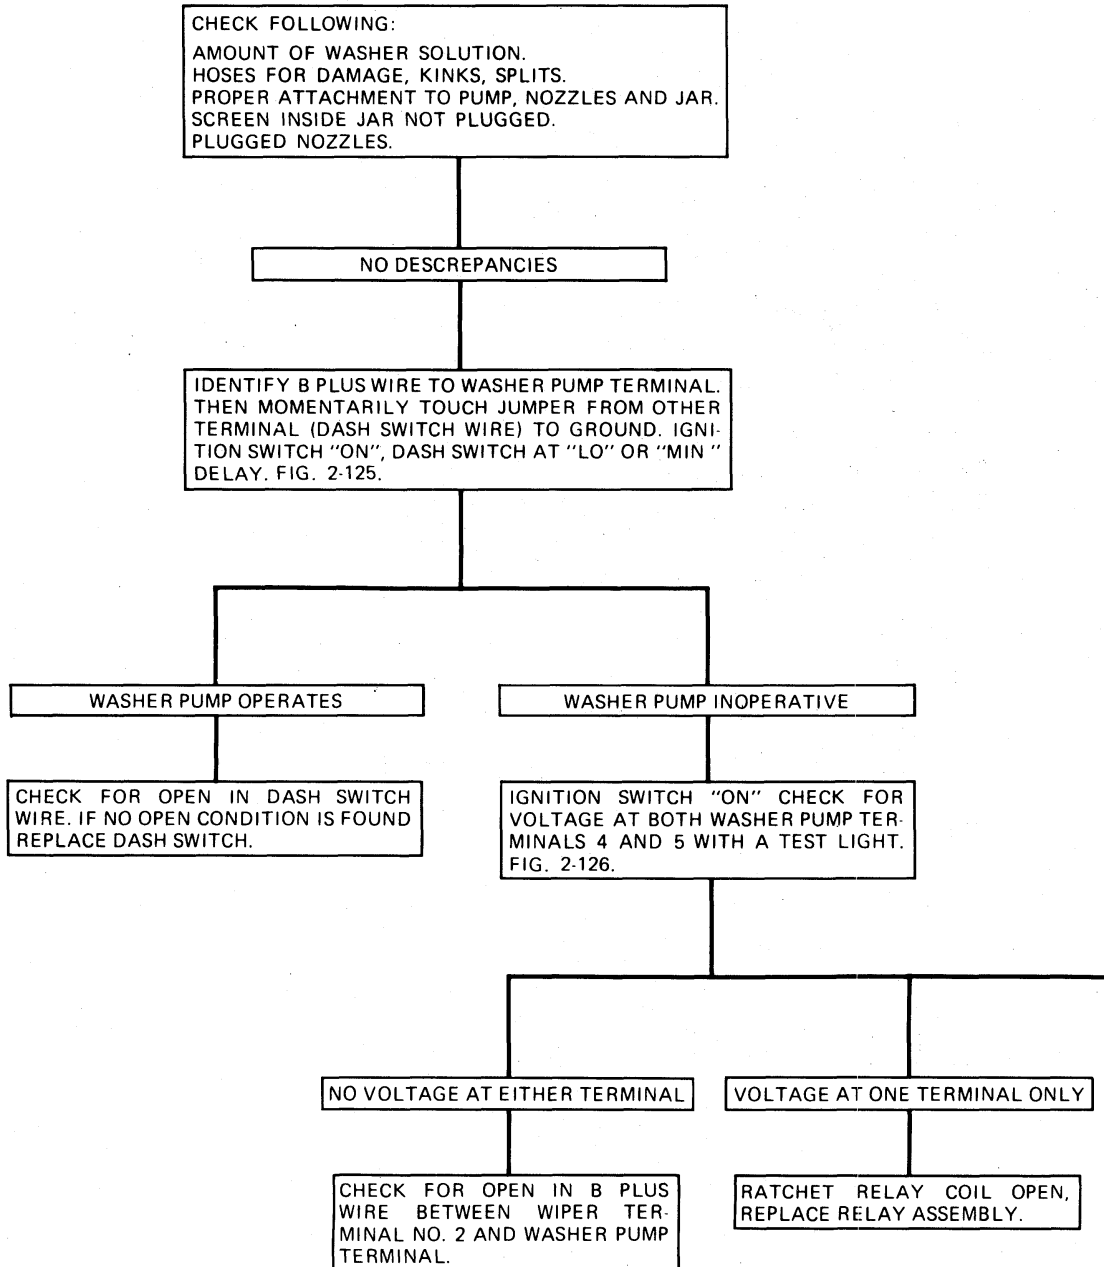 CHECK FOLLOWING:
AMOUNT OF WASHER SOLUTION.
HOSES FOR DAMAGE, KINKS, SPLITS.
PROPER ATTACHMENT TO PUMP, NOZZLES AND JAR.
SCREEN INSIDE JAR NOT PLUGGED.
PLUGGED NOZZLES.
NO DESCREPANCIES
IDENTIFY B PLUS WIRE TO WASHER PUMP TERMINAL.
THEN MOMENTARILY TOUCH JUMPER FROM OTHER
TERMINAL (DASH SWITCH WIRE) TO GROUND. IGNI-
TION SWITCH "ON", DASH SWITCH AT "LO" OR "MIN"
DELAY. FIG. 2-125.
WASHER PUMP OPERATES
CHECK FOR OPEN IN DASH SWITCH
WIRE. IF NO OPEN CONDITION IS FOUND
REPLACE DASH SWITCH.
WASHER PUMP INOPERATIVE
IGNITION SWITCH "ON" CHECK FOR
VOLTAGE AT BOTH WASHER PUMP TER-
MINALS 4 AND 5 WITH A TEST LIGHT.
FIG. 2-126.
NO VOLTAGE AT EITHER TERMINAL
CHECK FOR OPEN IN B PLUS
WIRE BETWEEN WIPER TER-
MINAL NO. 2 AND WASHER PUMP
TERMINAL.
VOLTAGE AT ONE TERMINAL ONLY
RATCHET RELAY COIL OPEN,
REPLACE RELAY ASSEMBLY.